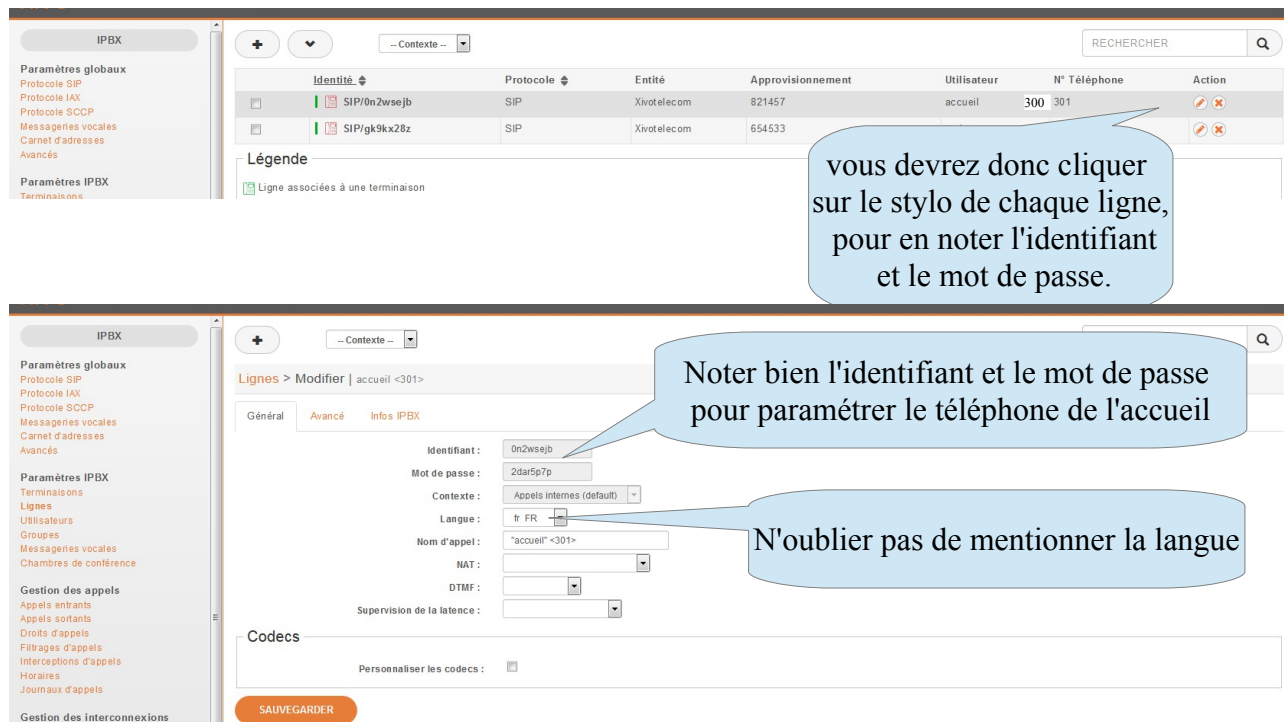 IPBX
-- Contexte --
RECHERCHER
Paramètres globaux
Protocole SIP
Protocole IAX
Protocole SCCP
Messageries vocales
Carnet d'adresses
Avancés
Paramètres IPBX
Terminaisons
Identité Protocole Entité Approvisionnement Utilisateur N° Téléphone Action
SIP/0n2wsejb SIP Xivotelecom 821457 accueil 300 301
SIP/gk9kx28z SIP Xivotelecom 654533
Légende
Ligne associées à une terminaison
vous devrez donc cliquer
sur le stylo de chaque ligne,
pour en noter l'identifiant
et le mot de passe.
IPBX
-- Contexte --
Paramètres globaux
Protocole SIP
Protocole IAX
Protocole SCCP
Messageries vocales
Carnet d'adresses
Avancés
Paramètres IPBX
Terminaisons
Lignes
Utilisateurs
Groupes
Messageries vocales
Chambres de conférence
Gestion des appels
Appels entrants
Appels sortants
Droits d'appels
Filtrages d'appels
Interceptions d'appels
Horaires
Journaux d'appels
Gestion des interconnexions
Lignes > Modifier | accueil <301>
Général Avancé Infos IPBX
Identifiant : 0n2wsejb
Mot de passe : 2dar5p7p
Contexte : Appels internes (default)
Langue : fr FR
Nom d'appel : "accueil" <301>
NAT :
DTMF :
Supervision de la latence :
Codecs
Personnaliser les codecs :
SAUVEGARDER
Noter bien l'identifiant et le mot de passe
pour paramétrer le téléphone de l'accueil
N'oublier pas de mentionner la langue